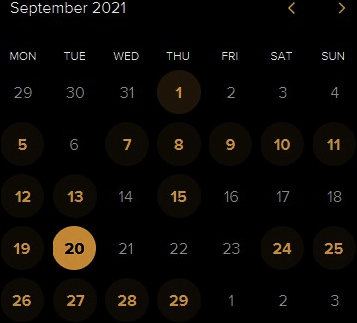 September 2021
MON TUE WED THU FRI SAT SUN
29 30 31 1 2 3 4
5 6 7 8 9 10 11
12 13 14 15 16 17 18
19 20 21 22 23 24 25
26 27 28 29 1 2 3